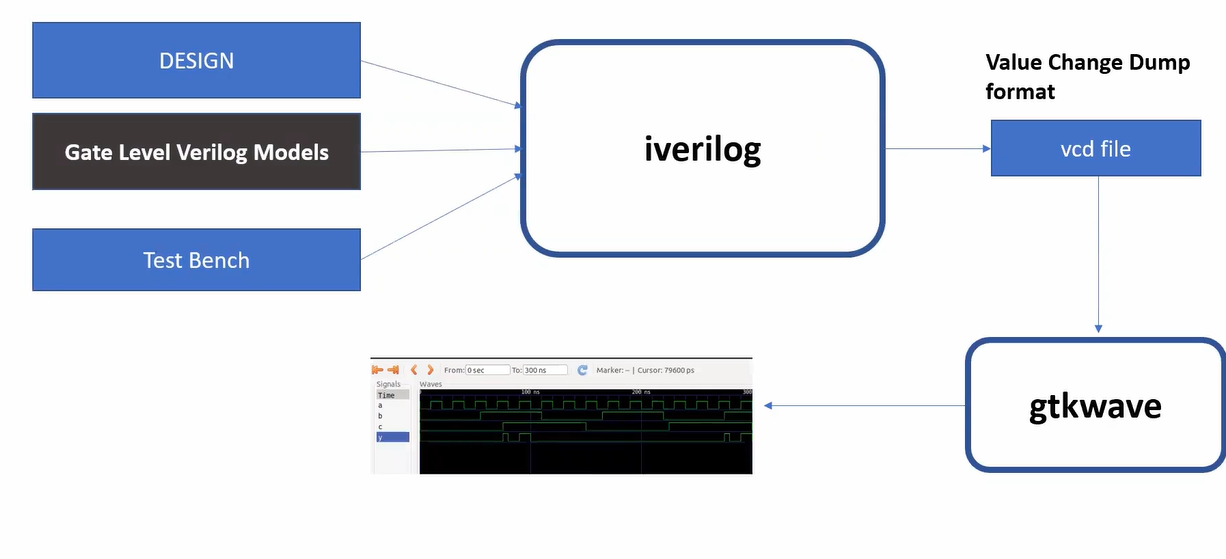 DESIGN
Gate Level Verilog Models
Test Bench
iverilog
Value Change Dump
format
vcd file
gtkwave
From: 0 sec To: 300 ns Marker: -- | Cursor: 79600 ps
Signals
Waves
Time
100 ns 200 ns 300
a
b
c
y